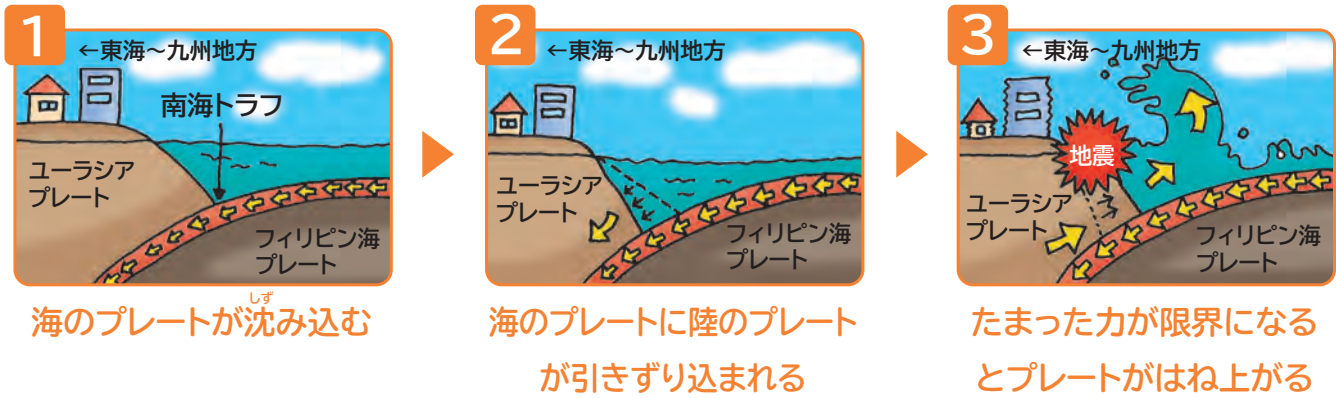 1
←東海～九州地方
南海トラフ
ユーラシア
プレート
フィリピン海
プレート
海のプレートが沈み込む
しず
2
←東海～九州地方
ユーラシア
プレート
フィリピン海
プレート
海のプレートに陸のプレート
が引きずり込まれる
3
←東海～九州地方
地震
ユーラシア
プレート
フィリピン海
プレート
たまった力が限界になる
とプレートがはね上がる